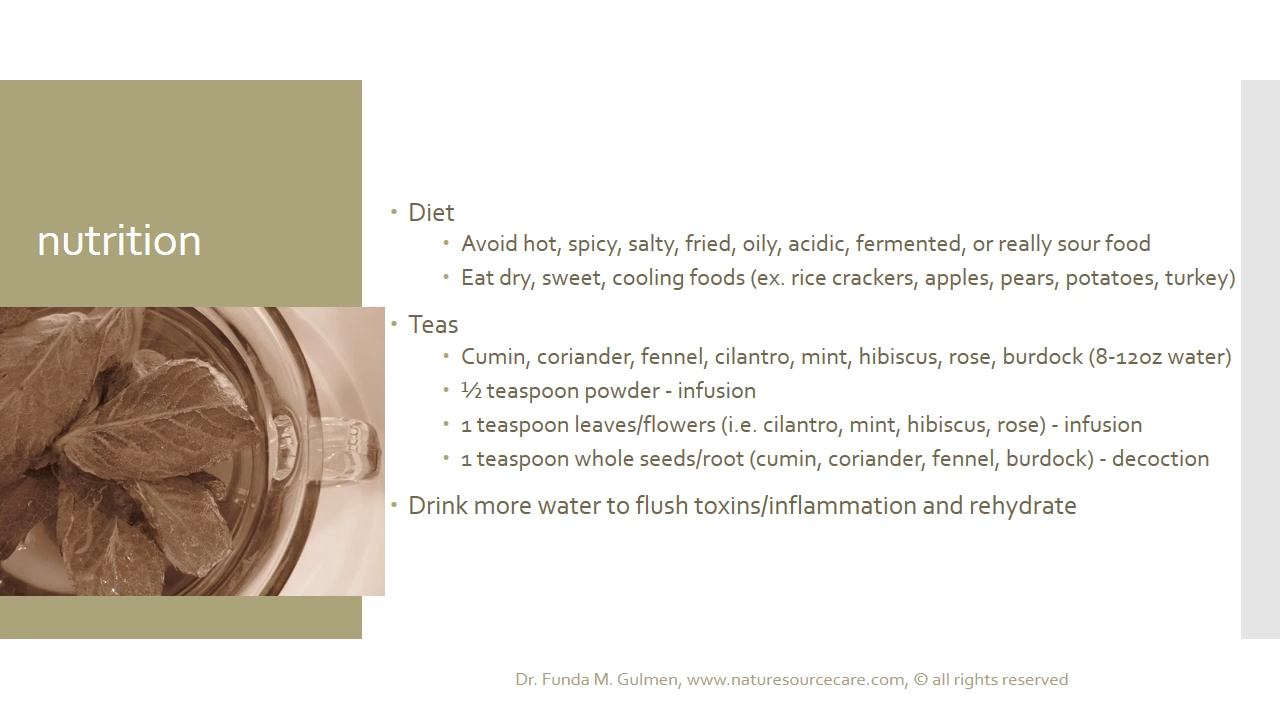 nutrition
• Diet
• Avoid hot, spicy, salty, fried, oily, acidic, fermented, or really sour food
• Eat dry, sweet, cooling foods (ex. rice crackers, apples, pears, potatoes, turkey)
• Teas
• Cumin, coriander, fennel, cilantro, mint, hibiscus, rose, burdock (8-12oz water)
• ½ teaspoon powder - infusion
• 1 teaspoon leaves/flowers (i.e. cilantro, mint, hibiscus, rose) - infusion
• 1 teaspoon whole seeds/root (cumin, coriander, fennel, burdock) - decoction
• Drink more water to flush toxins/inflammation and rehydrate
Dr. Funda M. Gulmen, www.naturesourcecare.com, © all rights reserved